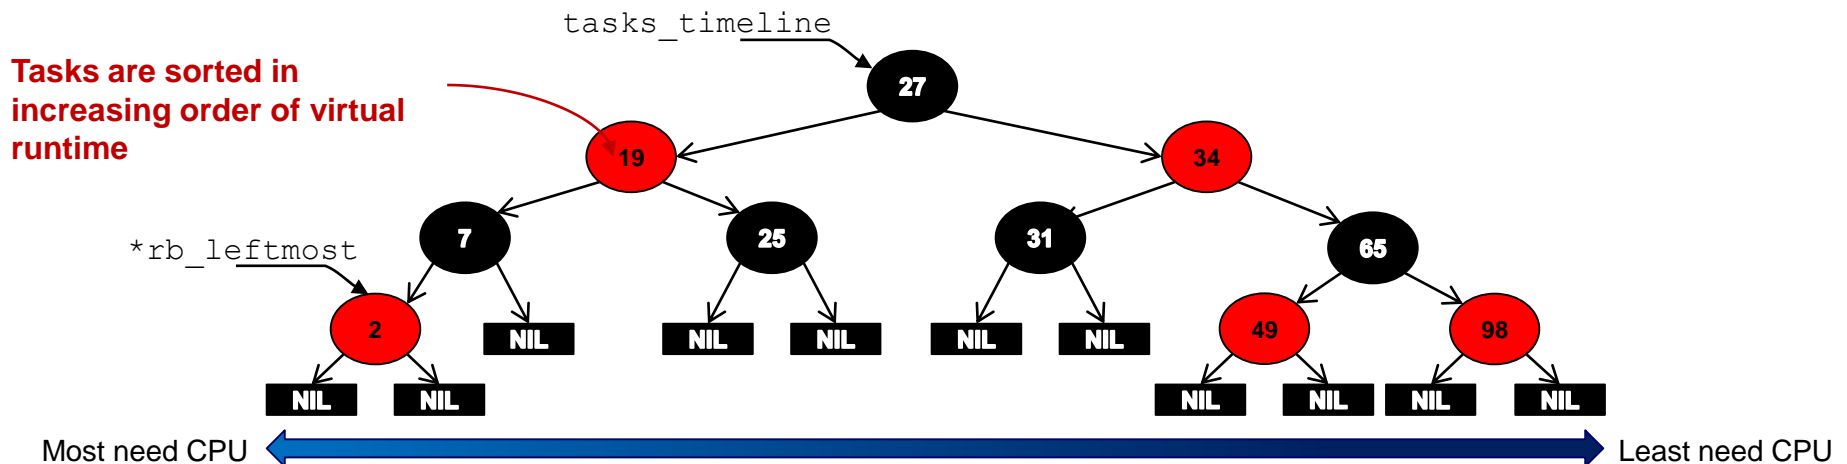 tasks_timeline
Tasks are sorted in
increasing order of virtual
runtime
27
19
34
7
25
31
65
*rb_leftmost
2
NIL
NIL
NIL
NIL
NIL
49
98
NIL
NIL
NIL
NIL
NIL
NIL
Most need CPU
Least need CPU